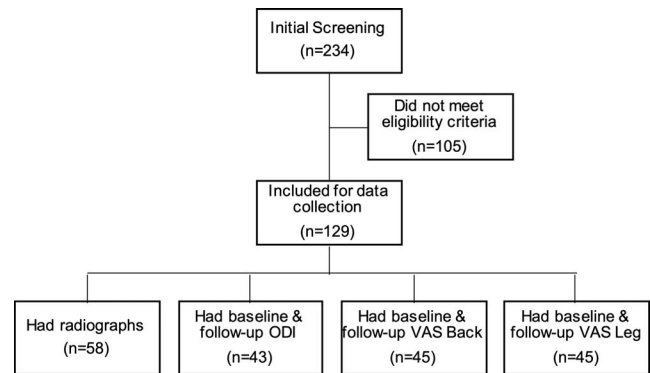 Initial Screening
(n=234)
Did not meet
eligibility criteria
(n=105)
Included for data
collection
(n=129)
Had radiographs
(n=58)
Had baseline &
follow-up ODI
(n=43)
Had baseline &
follow-up VAS Back
(n=45)
Had baseline &
follow-up VAS Leg
(n=45)